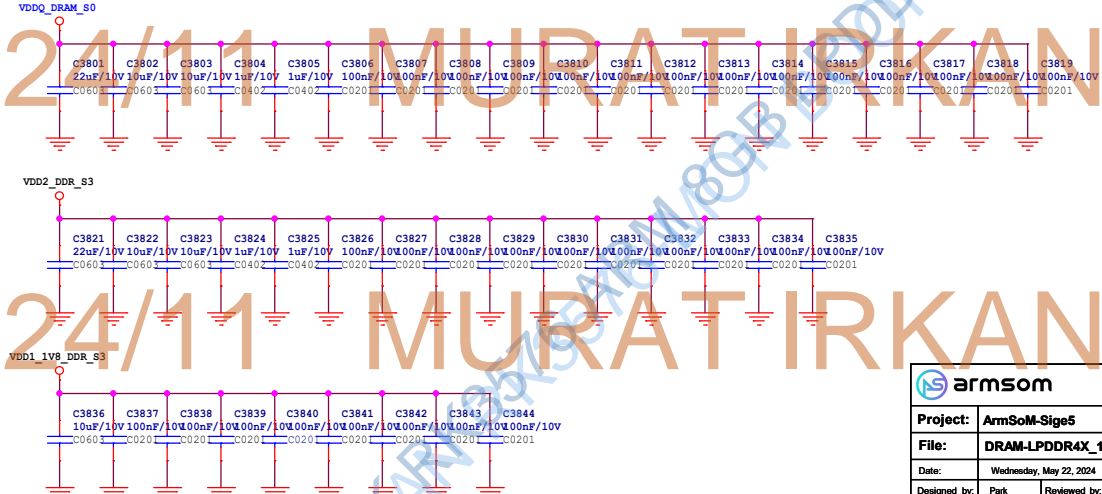 VDDQ_DRAM_S0
C3801 C3802 C3803 C3804 C3805 C3806 C3807 C3808 C3809 C3810 C3811 C3812 C3813 C3814 C3815 C3816 C3817 C3818 C3819
22uF/10V 10uF/10V 10uF/10V 1uF/10V 1uF/10V 100nF/10V 100nF/10V 100nF/10V 100nF/10V 100nF/10V 100nF/10V 100nF/10V 100nF/10V 100nF/10V 100nF/10V 100nF/10V 100nF/10V 100nF/10V 100nF/10V
C0603 C0603 C0603 C0402 C0402 C0201 C0201 C0201 C0201 C0201 C0201 C0201 C0201 C0201 C0201 C0201 C0201 C0201 C0201
24/11 MURAT IRKAN
VDD2_DDR_S3
C3821 C3822 C3823 C3824 C3825 C3826 C3827 C3828 C3829 C3830 C3831 C3832 C3833 C3834 C3835
22uF/10V 10uF/10V 10uF/10V 1uF/10V 1uF/10V 100nF/10V 100nF/10V 100nF/10V 100nF/10V 100nF/10V 100nF/10V 100nF/10V 100nF/10V 100nF/10V 100nF/10V
C0603 C0603 C0603 C0402 C0402 C0201 C0201 C0201 C0201 C0201 C0201 C0201 C0201 C0201 C0201
24/11 MURAT IRKAN
VDD1_1V8_DDR_S3
C3836 C3837 C3838 C3839 C3840 C3841 C3842 C3843 C3844
10uF/10V 100nF/10V 100nF/10V 100nF/10V 100nF/10V 100nF/10V 100nF/10V 100nF/10V 100nF/10V
C0603 C0201 C0201 C0201 C0201 C0201 C0201 C0201 C0201
RK3576 ARM 8GB
armsom
Project: ArmSoM-Sige5
File: DRAM-LPDDR4X_1
Date: Wednesday, May 22, 2024
Designed by: Park Reviewed by: